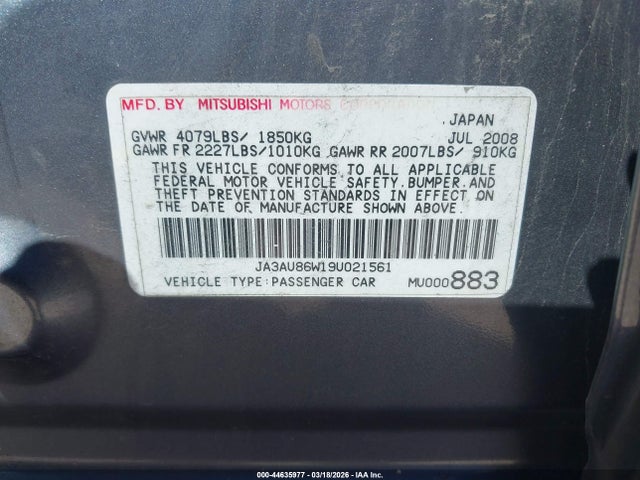 MFD. BY MITSUBISHI MOTORS CORPORATION
JAPAN
GVWR 4079LBS/ 1850KG JUL 2008
GAWR FR 2227LBS/1010KG GAWR RR 2007LBS/ 910KG
THIS VEHICLE CONFORMS TO ALL APPLICABLE
FEDERAL MOTOR VEHICLE SAFETY, BUMPER, AND
THEFT PREVENTION STANDARDS IN EFFECT ON
THE DATE OF MANUFACTURE SHOWN ABOVE.
JA3AU86W19U021561
VEHICLE TYPE:PASSENGER CAR MU000883
000-44635977 - 03/18/2026 - IAA Inc.